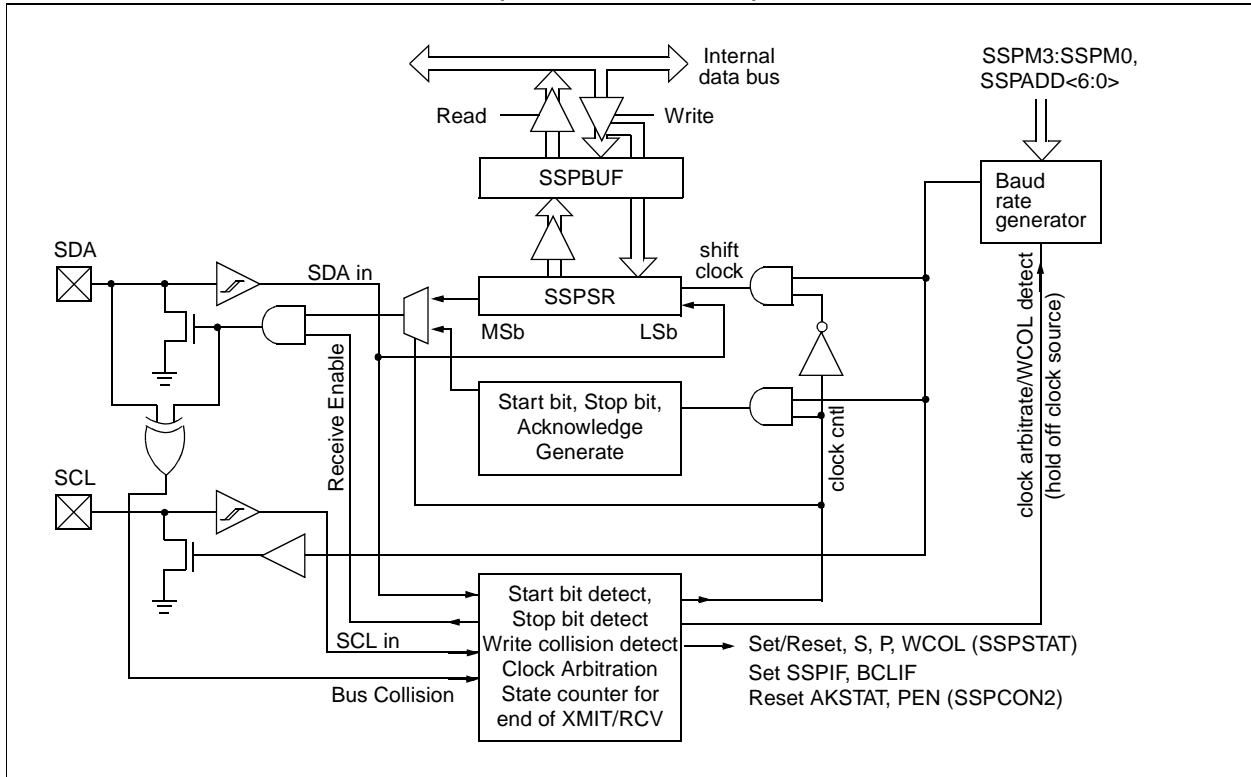 Internal
data bus
SSPM3:SSPM0,
SSPADD<6:0>
Read
Write
SSPBUF
Baud
rate
generator
SDA
SDA in
shift
clock
SSPSR
MSb
LSb
clock arbitrate/WCOL detect
(hold off clock source)
Receive Enable
Start bit, Stop bit,
Acknowledge
Generate
clock cntl
SCL
SCL in
Bus Collision
Start bit detect,
Stop bit detect
Write collision detect
Clock Arbitration
State counter for
end of XMIT/RCV
Set/Reset, S, P, WCOL (SSPSTAT)
Set SSPIF, BCLIF
Reset AKSTAT, PEN (SSPCON2)